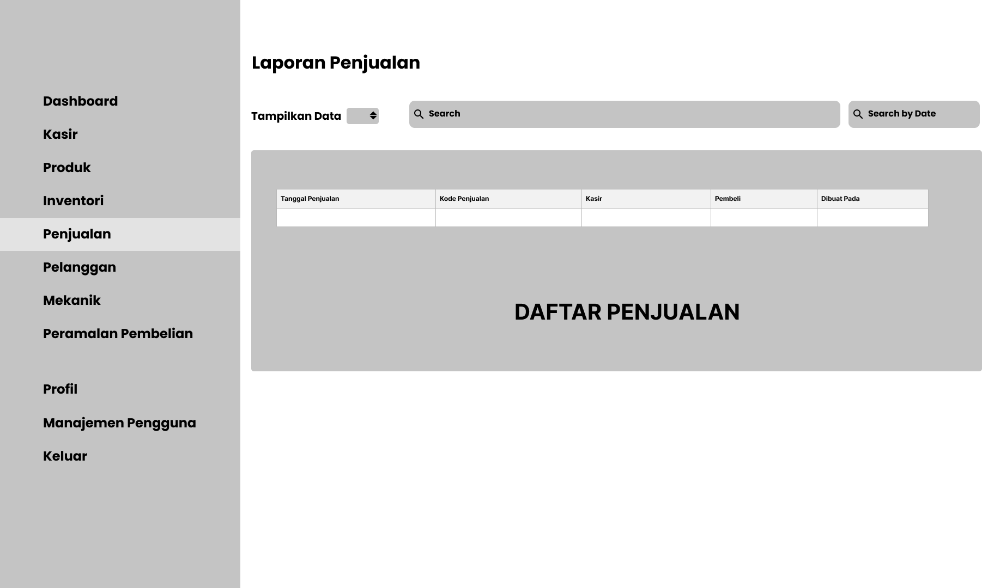 Dashboard
Kasir
Produk
Inventori
Penjualan
Pelanggan
Mekanik
Peramalan Pembelian
Profil
Manajemen Pengguna
Keluar
Laporan Penjualan
Tampilkan Data
Search
Search by Date
Tanggal Penjualan
Kode Penjualan
Kasir
Pembeli
Dibuat Pada
DAFTAR PENJUALAN